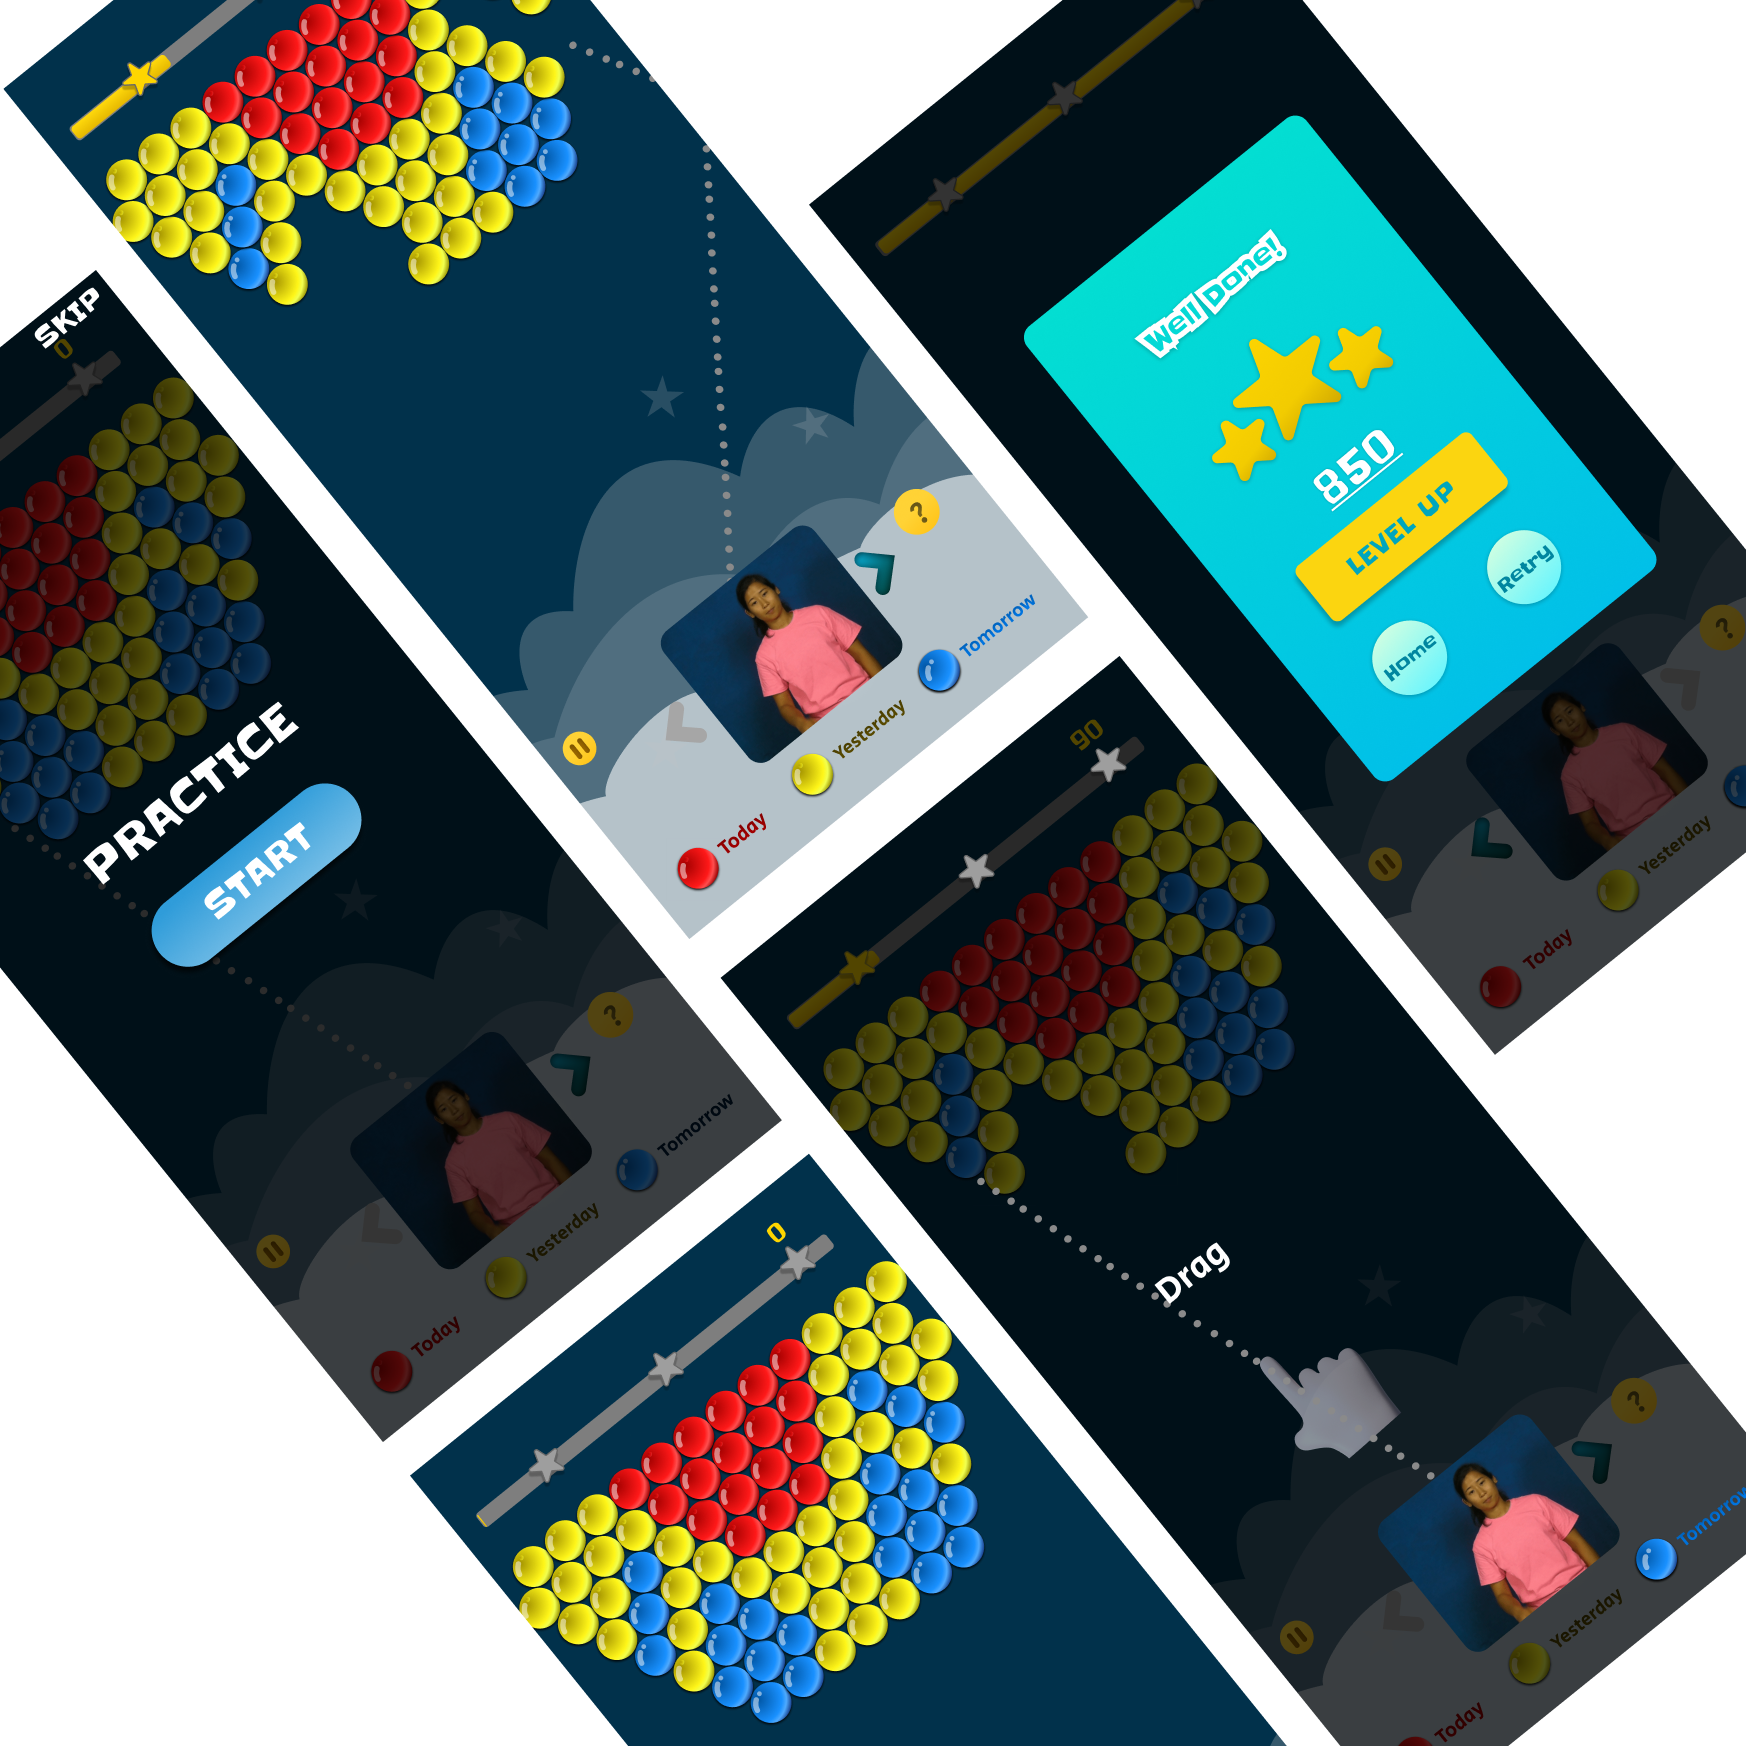 SKIP
0
PRACTICE
START
Today
Yesterday
Tomorrow
?
Today
Yesterday
Tomorrow
?
Well Done!
850
LEVEL UP
Retry
Home
?
Today
Yesterday
90
Drag
?
Today
Yesterday
Tomorrow
0